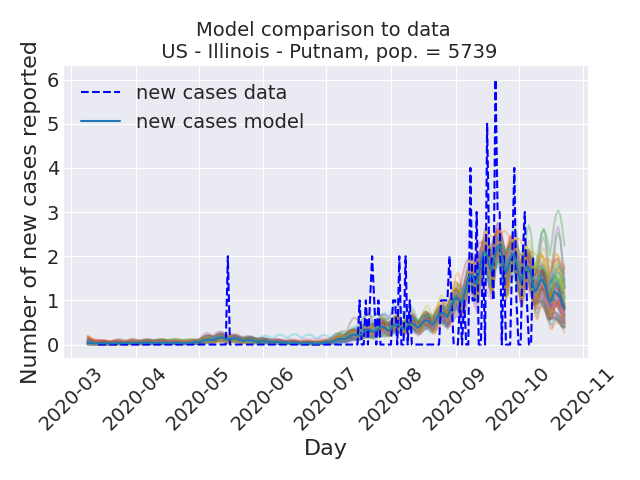 Model comparison to data
US - Illinois - Putnam, pop. = 5739
Number of new cases reported
6
5
4
3
2
1
0
new cases data
new cases model
2020-03
2020-04
2020-05
2020-06
2020-07
2020-08
2020-09
2020-10
2020-11
Day